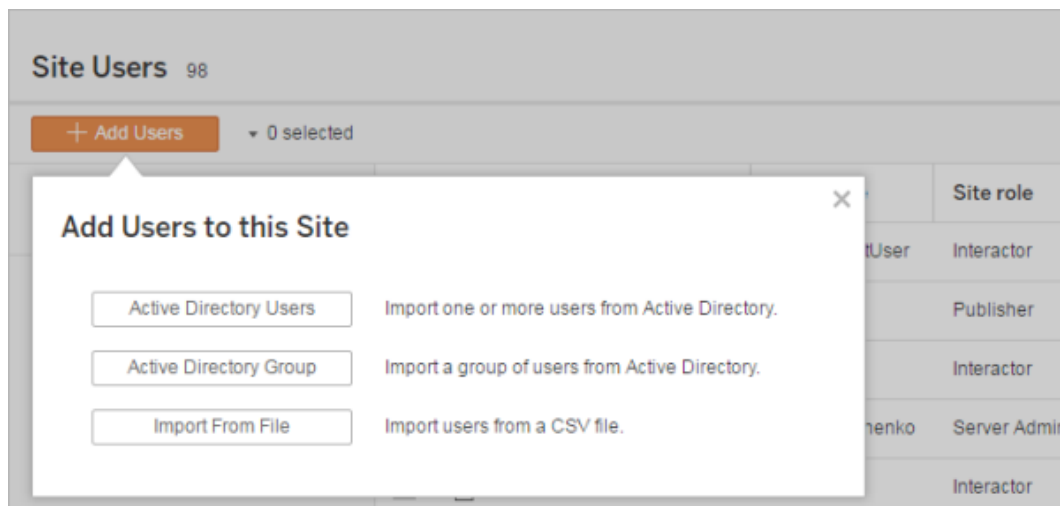 Site Users 98
+ Add Users 0 selected
Site role
Add Users to this Site
Interactor
Active Directory Users Import one or more users from Active Directory.
Publisher
Active Directory Group Import a group of users from Active Directory.
Interactor
Import From File Import users from a CSV file.
Server
Interactor